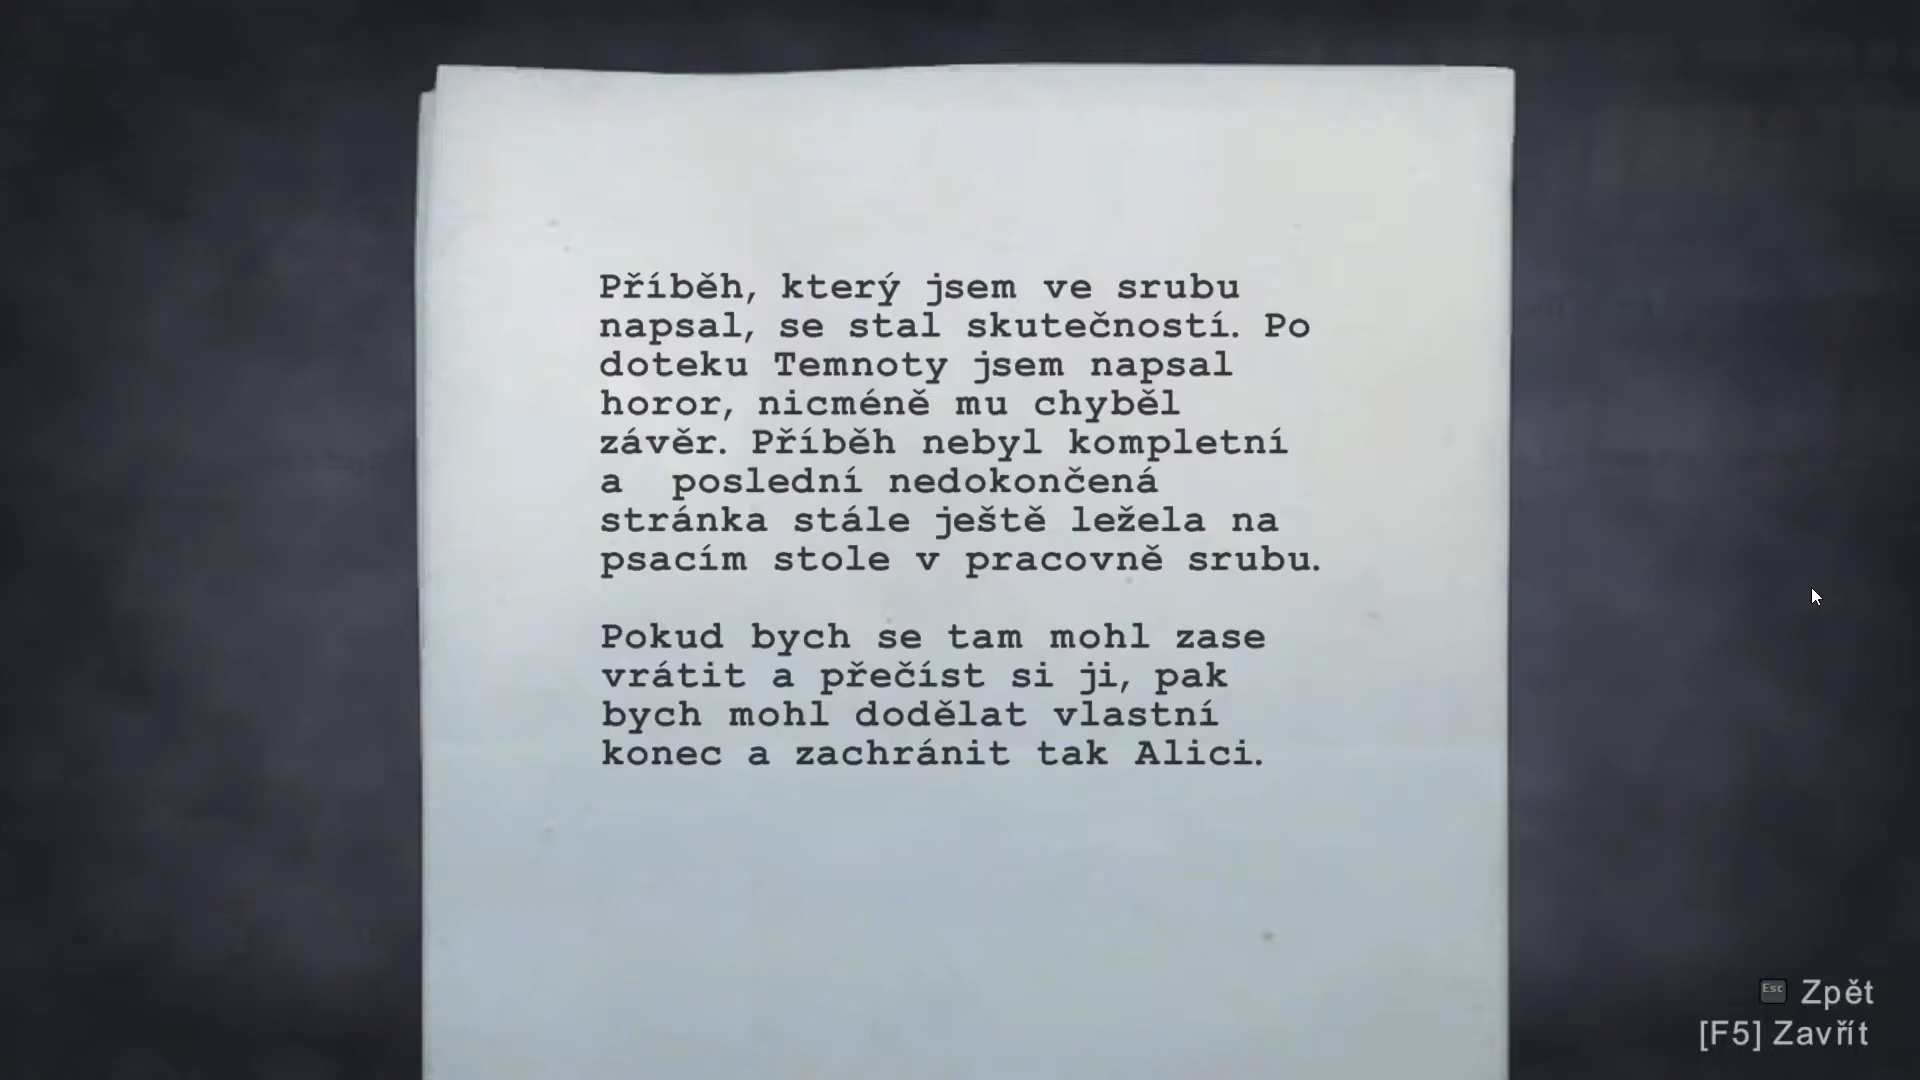 Příběh, který jsem ve srubu
napsal, se stal skutečností. Po
doteku Temnoty jsem napsal
horor, nicméně mu chyběl
závěr. Příběh nebyl kompletní
a  poslední nedokončená
stránka stále ještě ležela na
psacím stole v pracovně srubu.
Pokud bych se tam mohl zase
vrátit a přečíst si ji, pak
bych mohl dodělat vlastní
konec a zachránit tak Alici.
Esc Zpět
[F5] Zavřít